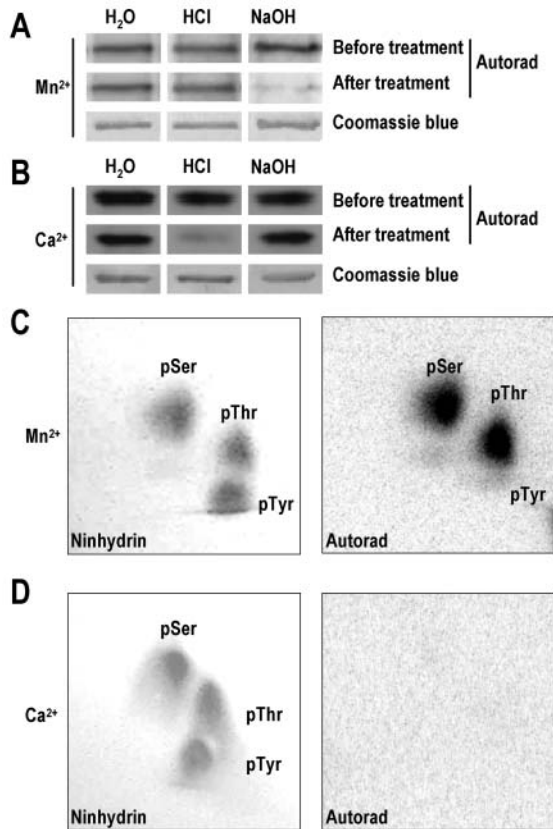 A
H₂O HCl NaOH
Mn²⁺
Before treatment
After treatment
Autorad
Coomassie blue
B
H₂O HCl NaOH
Ca²⁺
Before treatment
After treatment
Autorad
Coomassie blue
C
Mn²⁺
pSer
pThr
pTyr
Ninhydrin
pSer
pThr
pTyr
Autorad
D
Ca²⁺
pSer
pThr
pTyr
Ninhydrin
Autorad